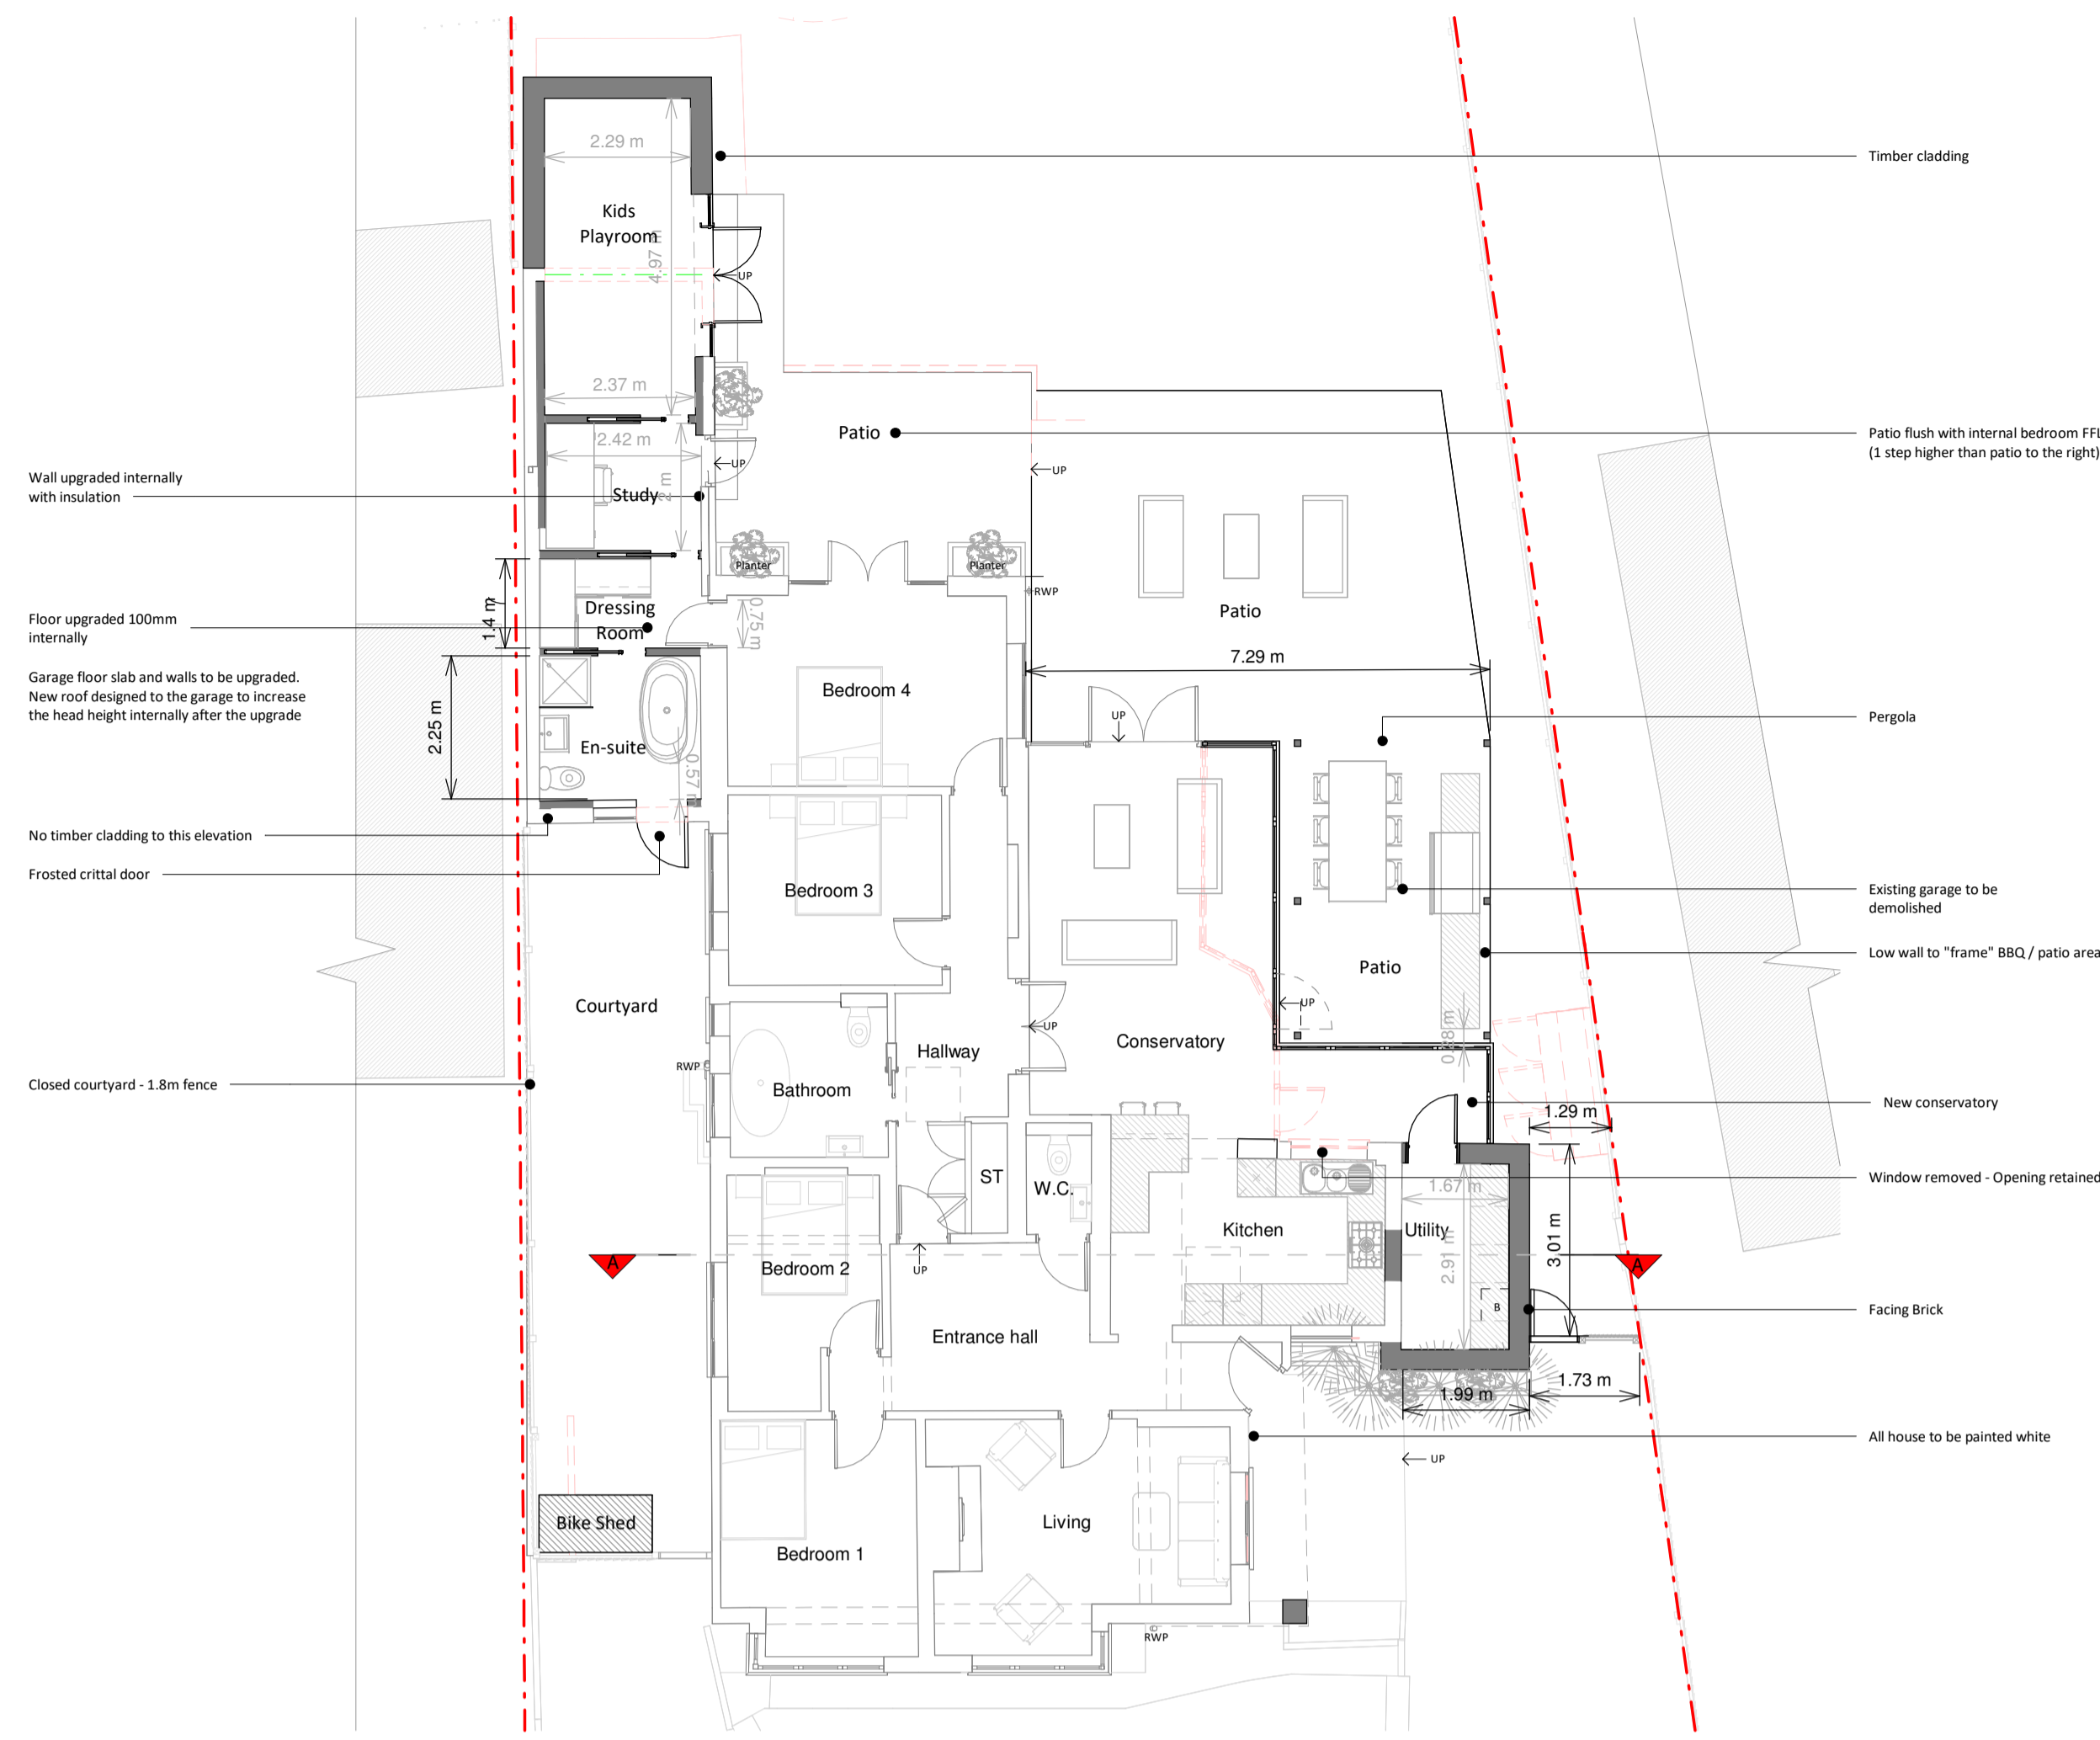 2.29 m
Timber cladding
Kids
Playroom
4.97 m
UP
2.37 m
Patio
Patio flush with internal bedroom FFL
(1 step higher than patio to the right)
2.42 m
UP
UP
Wall upgraded internally
with insulation
Study
2 m
Planter
Planter
RWP
1.4 m
Dressing
Room
0.75 m
Patio
Floor upgraded 100mm
internally
7.29 m
Garage floor slab and walls to be upgraded.
New roof designed to the garage to increase
the head height internally after the upgrade
Bedroom 4
UP
Pergola
2.25 m
En-suite
0.57 m
No timber cladding to this elevation
Frosted crittal door
Bedroom 3
Existing garage to be
demolished
Low wall to "frame" BBQ / patio area
Patio
Courtyard
UP
UP
Conservatory
Hallway
RWP
Bathroom
Closed courtyard - 1.8m fence
New conservatory
1.29 m
ST
W.C.
Window removed - Opening retained
1.67 m
Kitchen
Utility
2.91 m
3.01 m
A
Bedroom 2
UP
A
B
Facing Brick
Entrance hall
1.99 m
1.73 m
All house to be painted white
UP
Bike Shed
Living
Bedroom 1
RWP